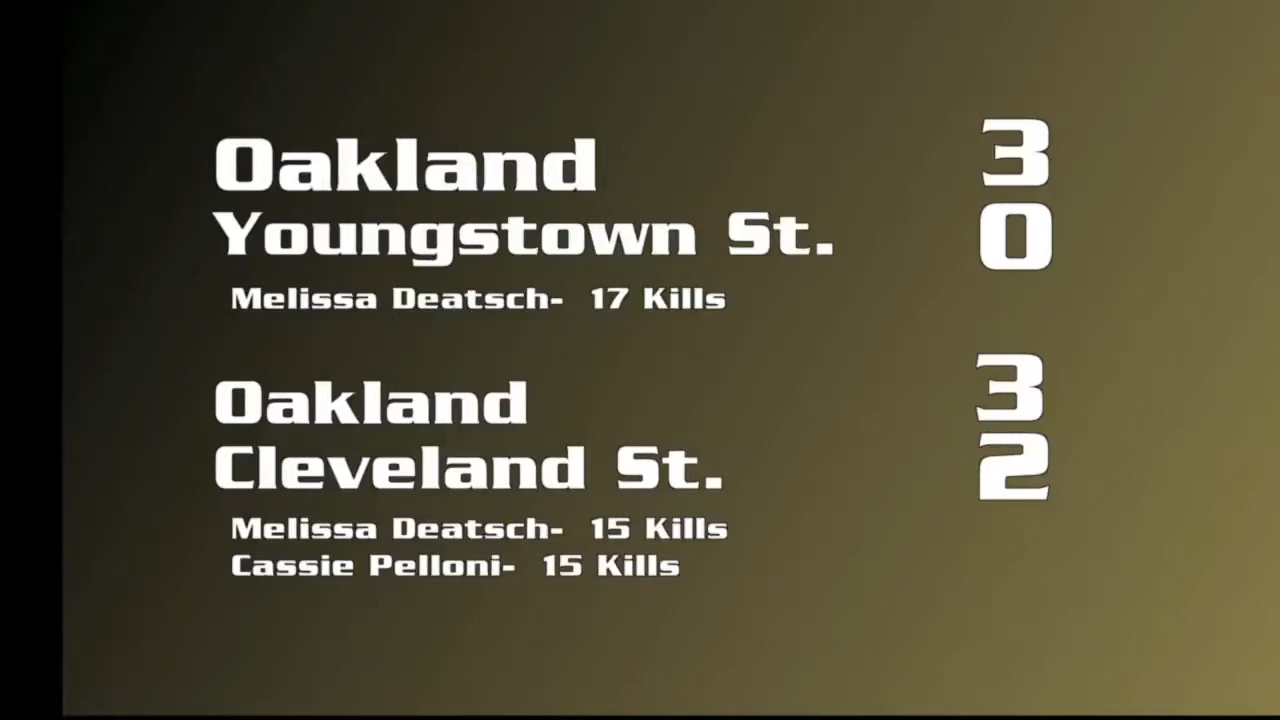 Oakland 3
Youngstown St. 0
Melissa Deatsch- 17 Kills
Oakland 3
Cleveland St. 2
Melissa Deatsch- 15 Kills
Cassie Pelloni- 15 Kills